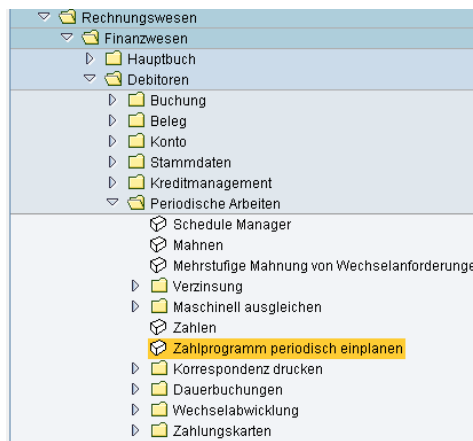 Rechnungswesen
Finanzwesen
Hauptbuch
Debitoren
Buchung
Beleg
Konto
Stammdaten
Kreditmanagement
Periodische Arbeiten
Schedule Manager
Mahnen
Mehrstufige Mahnung von Wechselanforderunge
Verzinsung
Maschinell ausgleichen
Zahlen
Zahlprogramm periodisch einplanen
Korrespondenz drucken
Dauerbuchungen
Wechselabwicklung
Zahlungskarten